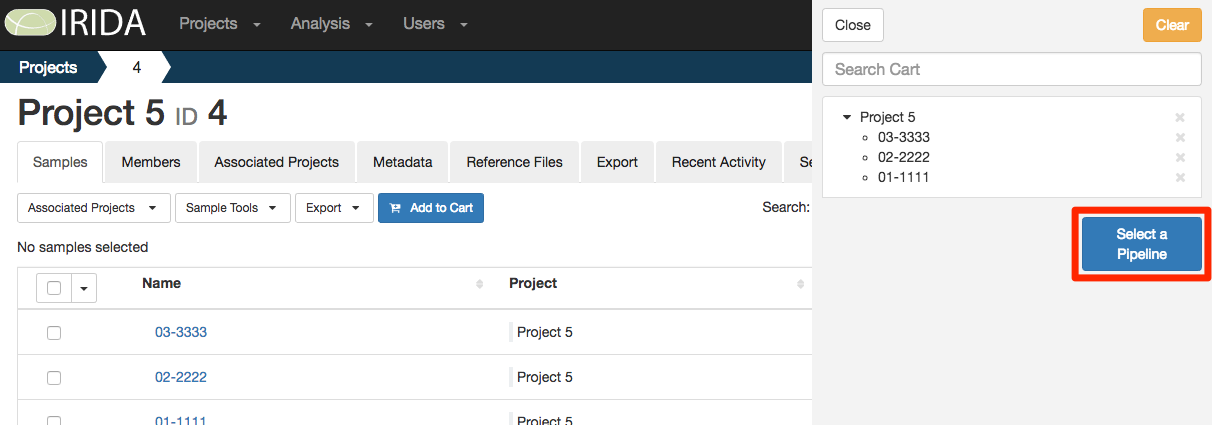 IRIDA
Projects
Analysis
Users
Projects
4
Project 5 ID 4
Samples
Members
Associated Projects
Metadata
Reference Files
Export
Recent Activity
Se
Associated Projects
Sample Tools
Export
Add to Cart
Search:
No samples selected
Name
Project
03-3333
Project 5
02-2222
Project 5
01-1111
Project 5
Close
Clear
Search Cart
Project 5
03-3333
02-2222
01-1111
Select a
Pipeline